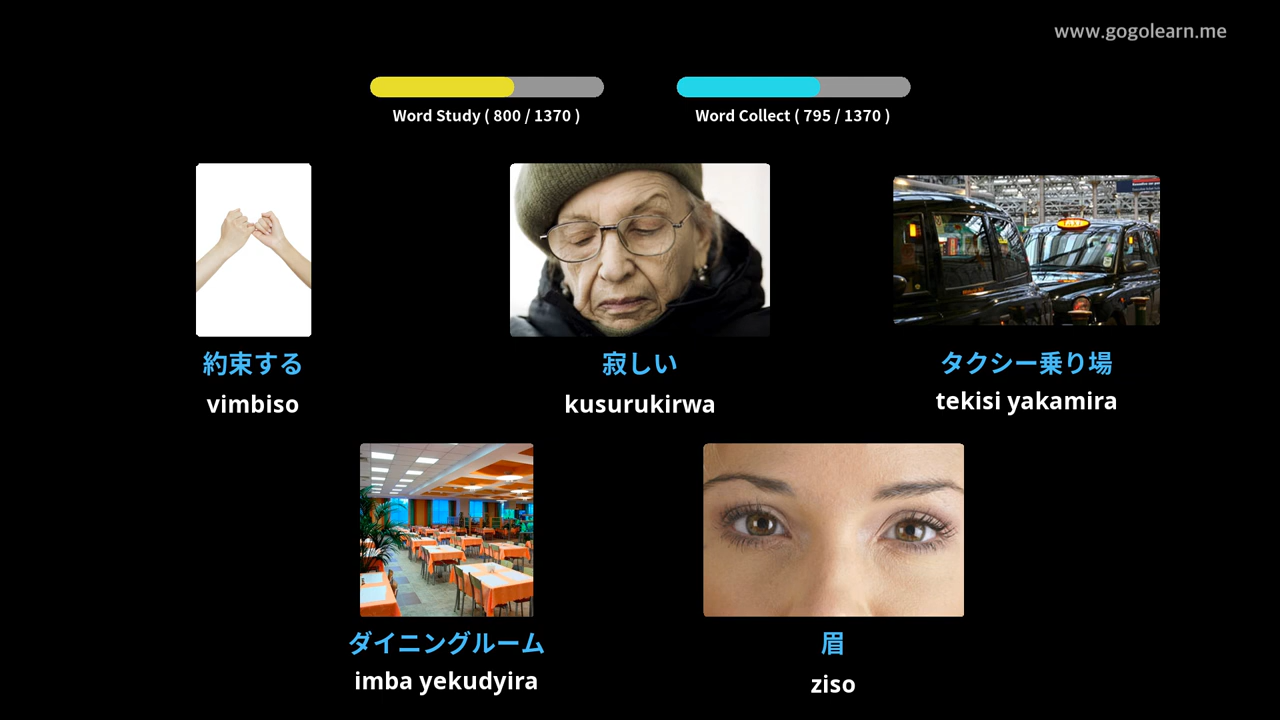 www.gogolearn.me
Word Study ( 800 / 1370 )
Word Collect ( 795 / 1370 )
約束する
vimbiso
寂しい
kusurukirwa
タクシー乗り場
tekisi yakamira
ダイニングルーム
imba yekudyira
眉
ziso